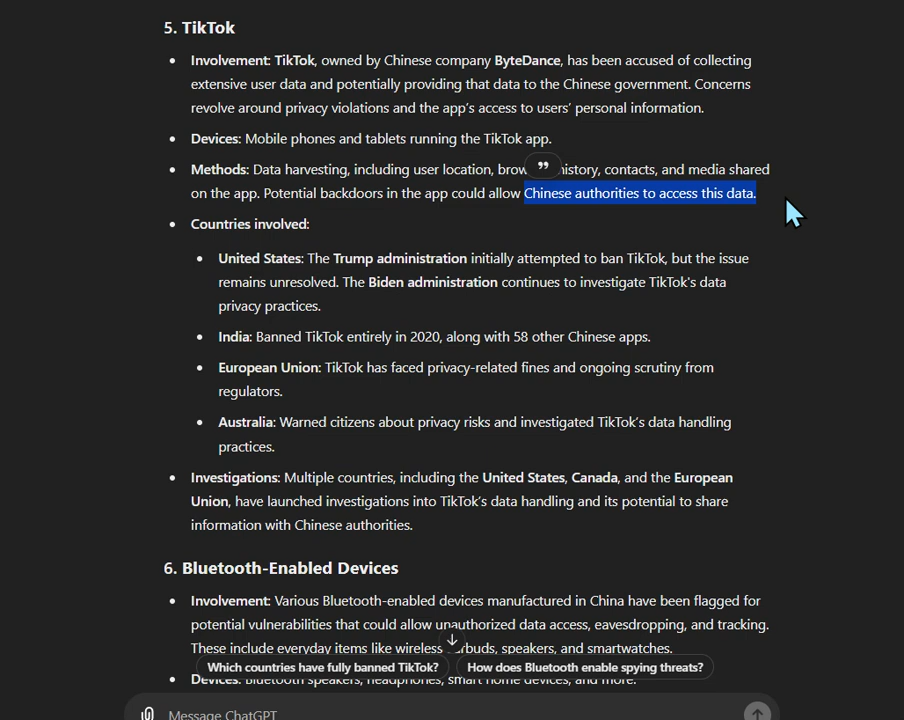 5. TikTok
• Involvement: TikTok, owned by Chinese company ByteDance, has been accused of collecting
extensive user data and potentially providing that data to the Chinese government. Concerns
revolve around privacy violations and the app's access to users' personal information.
• Devices: Mobile phones and tablets running the TikTok app.
• Methods: Data harvesting, including user location, history, contacts, and media shared
on the app. Potential backdoors in the app could allow Chinese authorities to access this data.
• Countries involved:
• United States: The Trump administration initially attempted to ban TikTok, but the issue
remains unresolved. The Biden administration continues to investigate TikTok's data
privacy practices.
• India: Banned TikTok entirely in 2020, along with 58 other Chinese apps.
• European Union: TikTok has faced privacy-related fines and ongoing scrutiny from
regulators.
• Australia: Warned citizens about privacy risks and investigated TikTok's data handling
practices.
• Investigations: Multiple countries, including the United States, Canada, and the European
Union, have launched investigations into TikTok's data handling and its potential to share
information with Chinese authorities.
6. Bluetooth-Enabled Devices
• Involvement: Various Bluetooth-enabled devices manufactured in China have been flagged for
potential vulnerabilities that could allow unauthorized data access, eavesdropping, and tracking.
These include everyday items like wireless earbuds, speakers, and smartwatches.
Which countries have fully banned TikTok? How does Bluetooth enable spying threats?
• Devices: Bluetooth speakers, headphones, smart home devices, and more.
Message ChatGPT